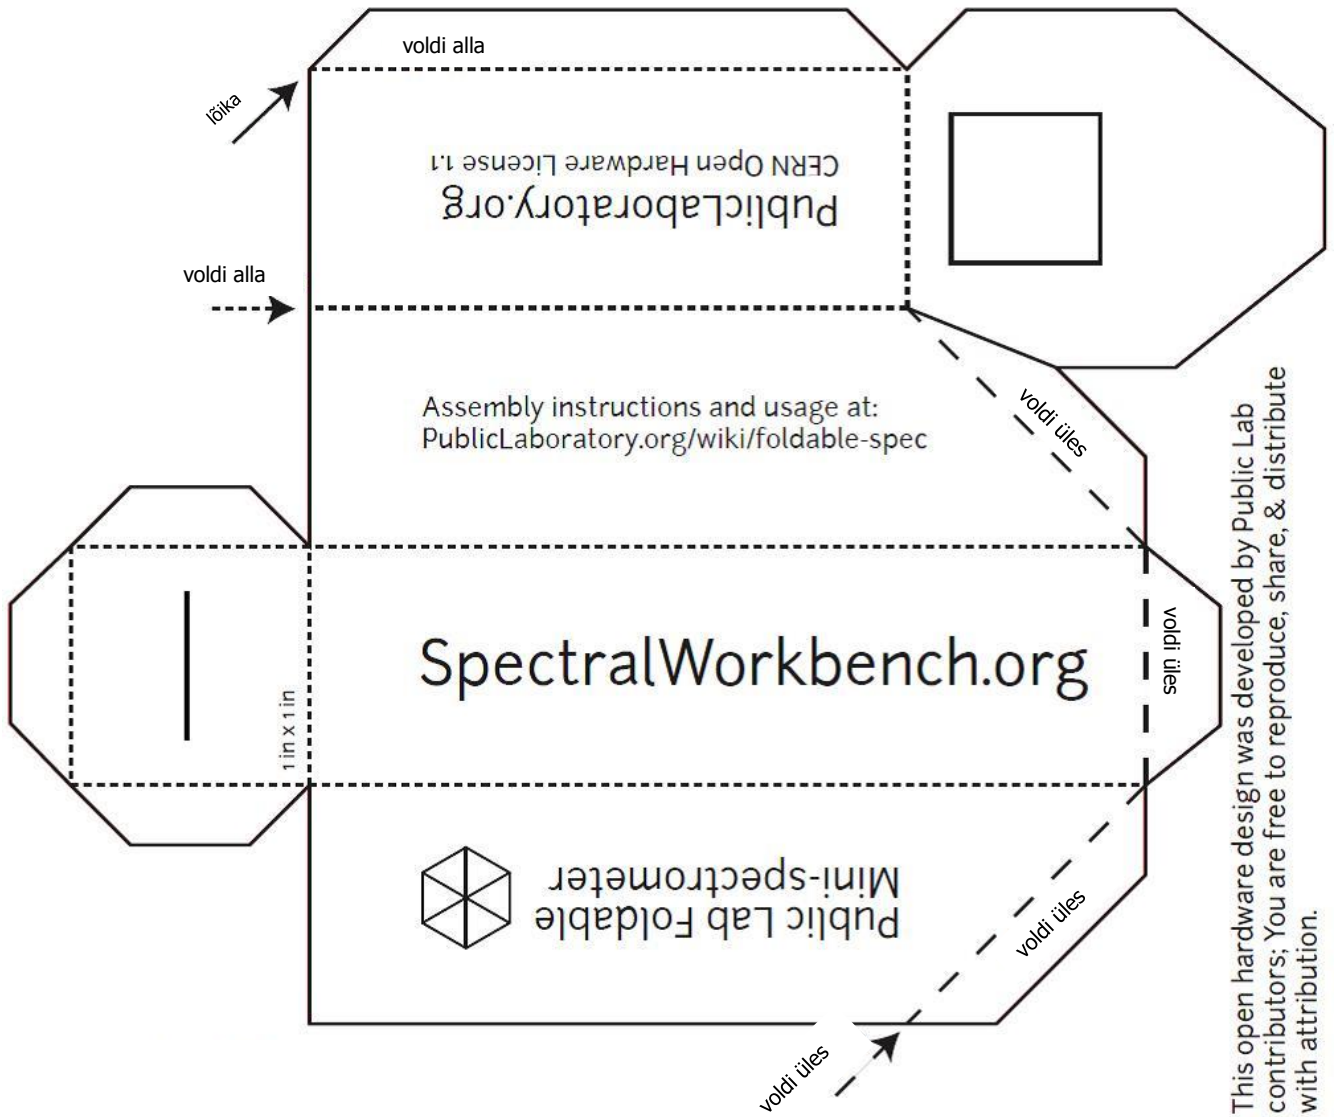 voldi alla
lõika
CERN Open Hardware License 1.1
PublicLaboratory.org
voldi alla
Assembly instructions and usage at:
PublicLaboratory.org/wiki/foldable-spec
voldi üles
SpectralWorkbench.org
voldi üles
1 in x 1 in
Public Lab Foldable
Mini-spectrometer
voldi üles
voldi üles
This open hardware design was developed by Public Lab
contributors; You are free to reproduce, share, & distribute
with attribution.